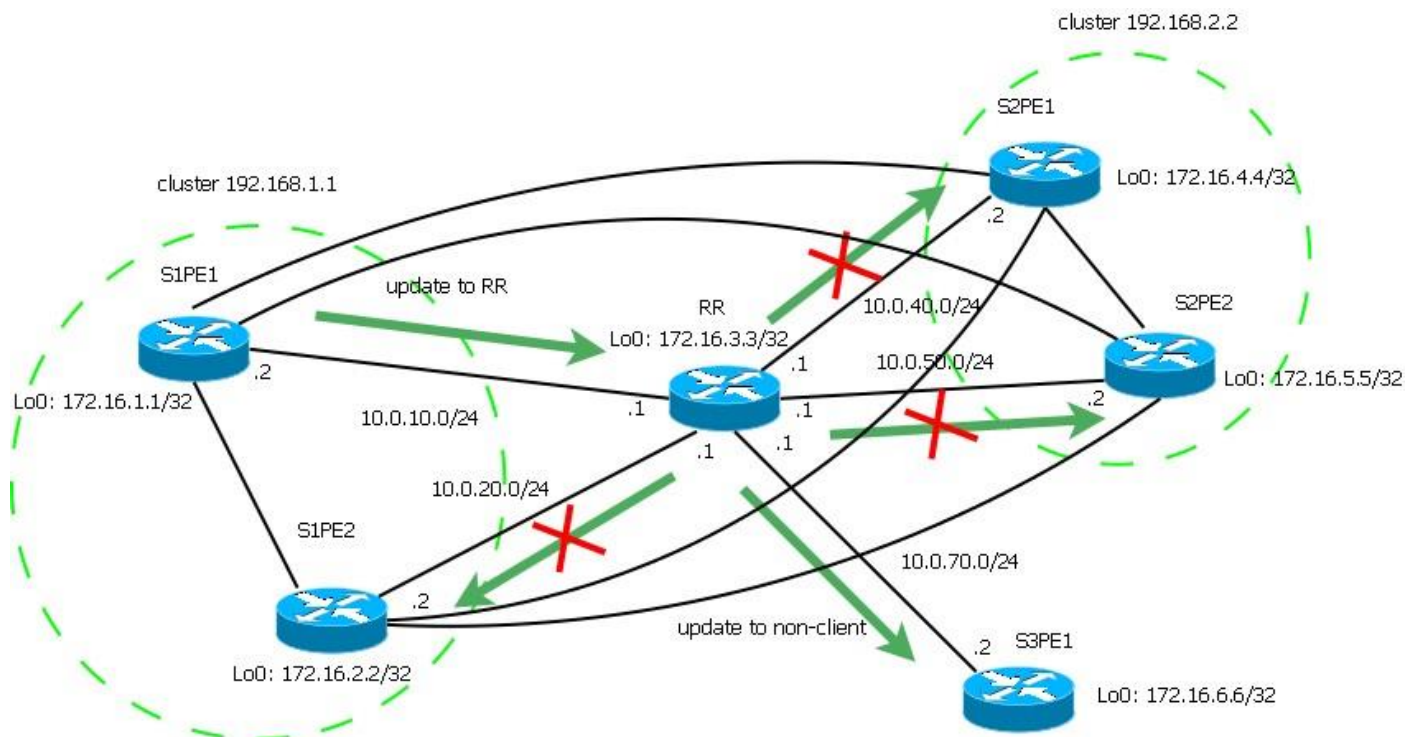 cluster 192.168.2.2
S2PE1
Lo0: 172.16.4.4/32
cluster 192.168.1.1
.2
S1PE1
update to RR
RR
10.0.40.0/24
S2PE2
Lo0: 172.16.3.3/32
.1
10.0.50.0/24
.2
Lo0: 172.16.5.5/32
Lo0: 172.16.1.1/32
10.0.10.0/24
.1
.1
.2
.1
.1
10.0.20.0/24
S1PE2
10.0.70.0/24
.2
update to non-client
.2
S3PE1
Lo0: 172.16.2.2/32
Lo0: 172.16.6.6/32